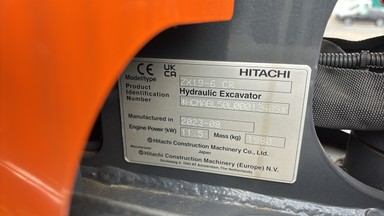 CE UK CA HITACHI
Model/type ZX19-6 CR
Product Hydraulic Excavator
Identification
Number
Manufactured in 2023-08
Engine Power (kW) 11.5 Mass (kg)
Hitachi Construction Machinery Co., Ltd.
Japan
Hitachi Construction Machinery (Europe) N.V.